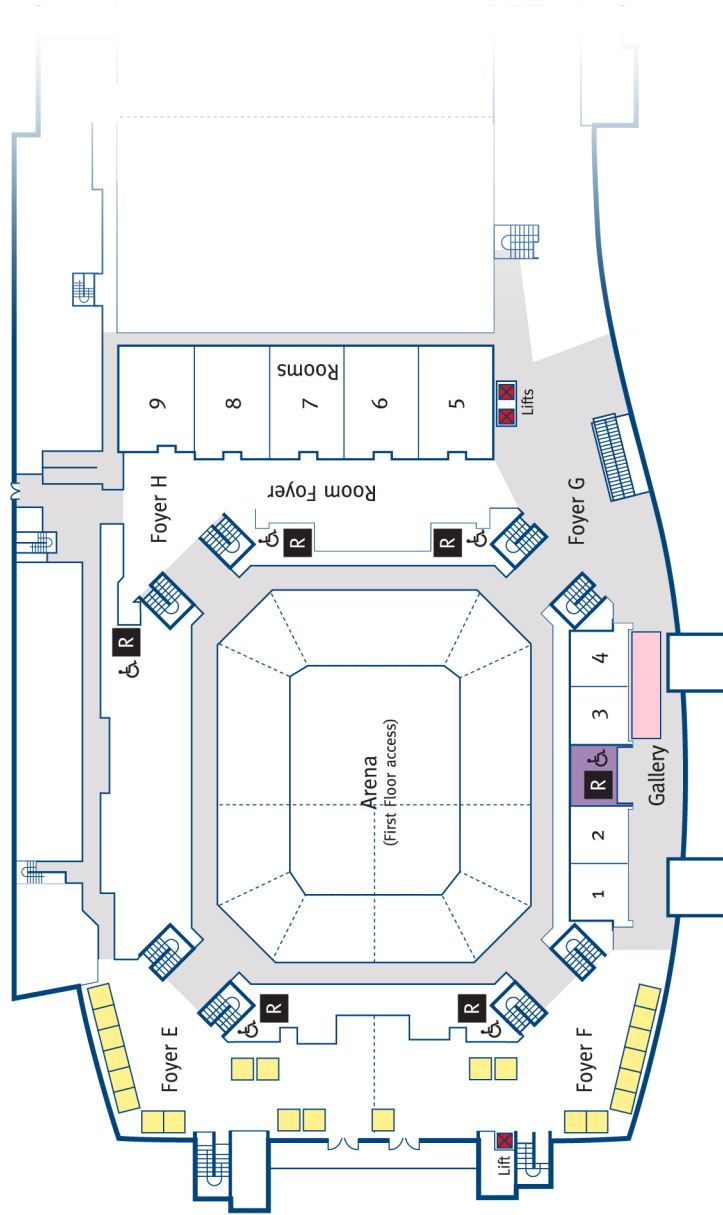 Rooms
9
8
7
6
5
Lifts
Room Foyer
Foyer H
Foyer G
R
R
R
4
3
R
Gallery
2
1
Arena
(First Floor access)
R
R
Foyer E
Foyer F
Lift